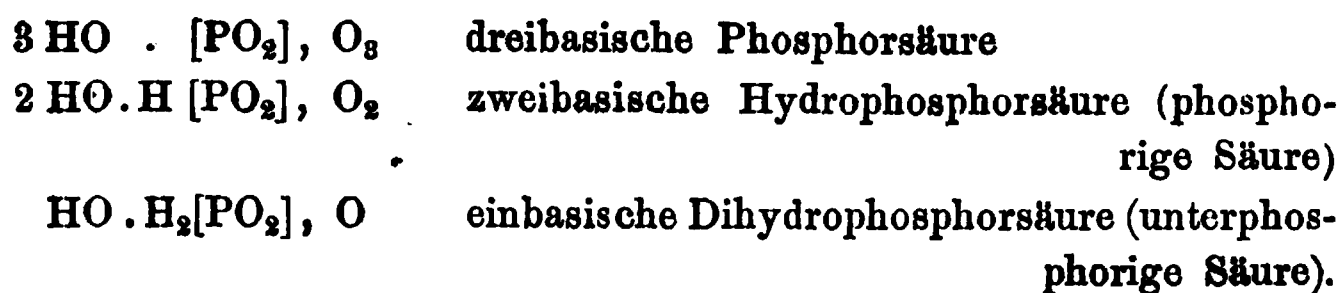 3 HO . [PO₂], O₃ dreibasische Phosphorsäure
2 HO.H [PO₂], O₂ zweibasische Hydrophosphorsäure (phospho-
rige Säure)
HO.H₂[PO₂], O einbasische Dihydrophosphorsäure (unterphos-
phorige Säure).